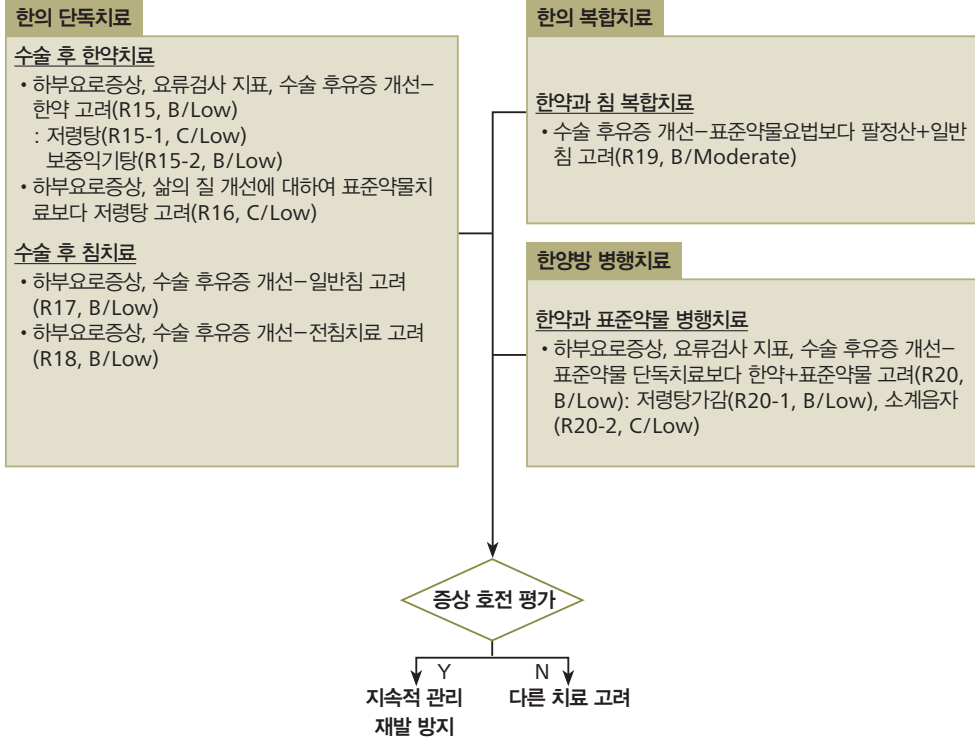 한의 단독치료
수술 후 한약치료
• 하부요로증상, 요류검사 지표, 수술 후유증 개선–
한약 고려(R15, B/Low)
: 저령탕(R15-1, C/Low)
보중익기탕(R15-2, B/Low)
• 하부요로증상, 삶의 질 개선에 대하여 표준약물치
료보다 저령탕 고려(R16, C/Low)
수술 후 침치료
• 하부요로증상, 수술 후유증 개선–일반침 고려
(R17, B/Low)
• 하부요로증상, 수술 후유증 개선–전침치료 고려
(R18, B/Low)
한의 복합치료
한약과 침 복합치료
• 수술 후유증 개선–표준약물요법보다 팔정산+일반
침 고려(R19, B/Moderate)
한양방 병행치료
한약과 표준약물 병행치료
• 하부요로증상, 요류검사 지표, 수술 후유증 개선–
표준약물 단독치료보다 한약+표준약물 고려(R20,
B/Low): 저령탕가감(R20-1, B/Low), 소계음자
(R20-2, C/Low)
증상 호전 평가
Y
N
지속적 관리
재발 방지
다른 치료 고려